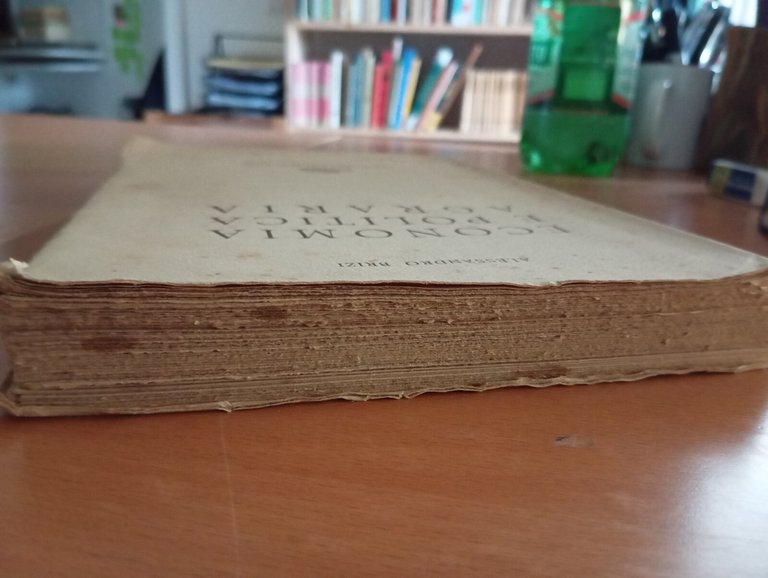 ALESSANDRO BRIZI
ECONOMIA
E POLITICA
AGRARIA